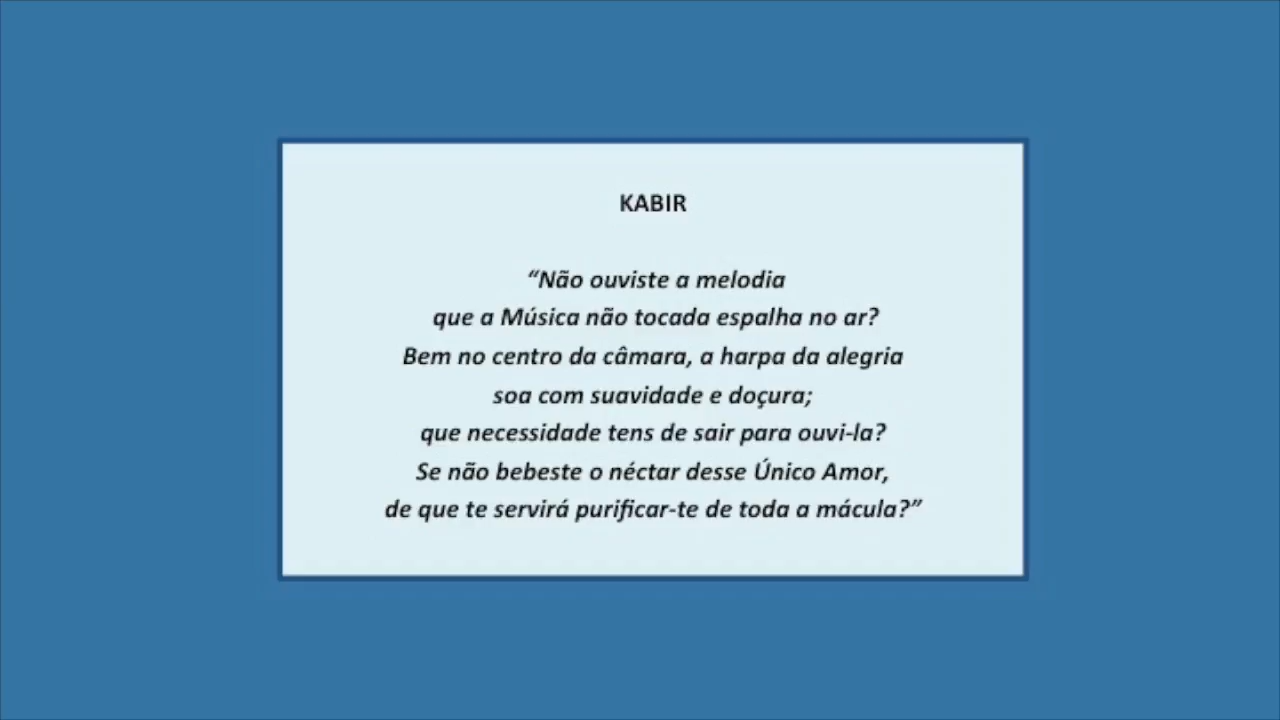 KABIR
“Não ouviste a melodia
que a Música não tocada espalha no ar?
Bem no centro da câmara, a harpa da alegria
soa com suavidade e doçura;
que necessidade tens de sair para ouvi-la?
Se não bebeste o néctar desse Único Amor,
de que te servirá purificar-te de toda a mácula?”